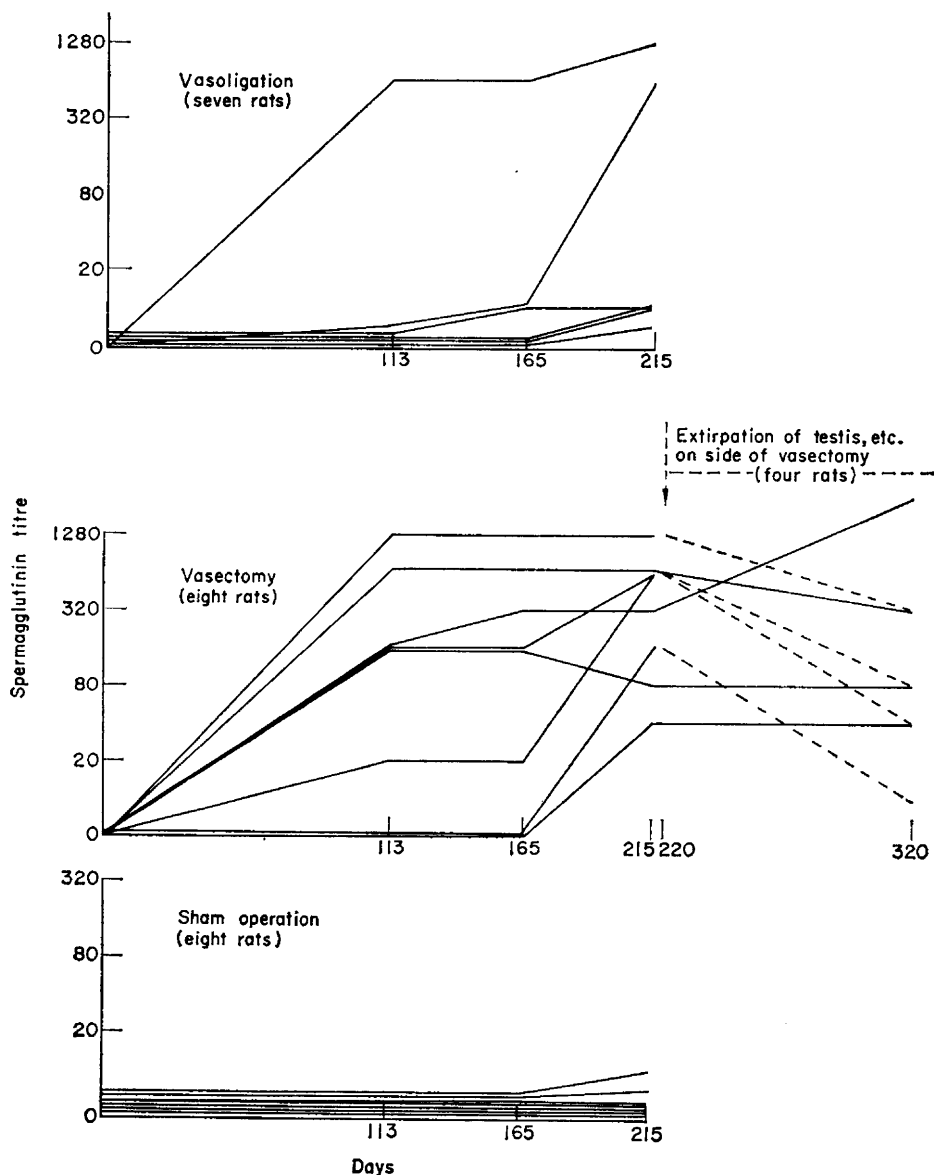 1280
Vasoligation
(seven rats)
320
80
20
0
113
165
215
Extirpation of testis, etc.
on side of vasectomy
(four rats)
Spermagglutinin titre
1280
Vasectomy
(eight rats)
320
80
20
0
113
165
215 220
320
320
Sham operation
(eight rats)
80
20
0
113
165
215
Days